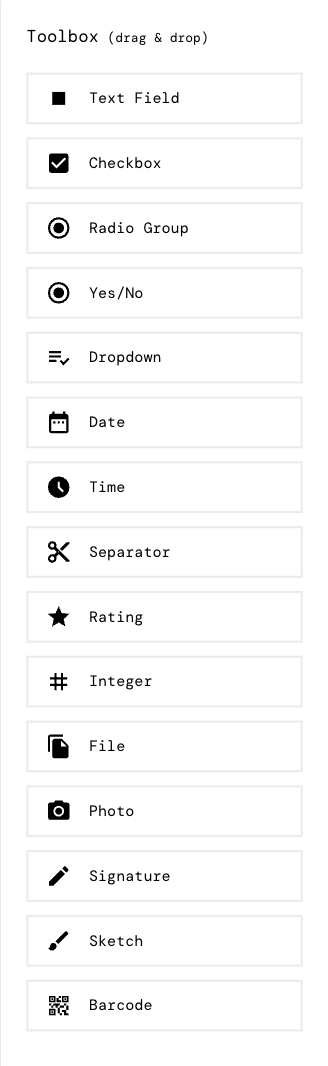 Toolbox (drag & drop)
Text Field
Checkbox
Radio Group
Yes/No
Dropdown
Date
Time
Separator
Rating
Integer
File
Photo
Signature
Sketch
Barcode